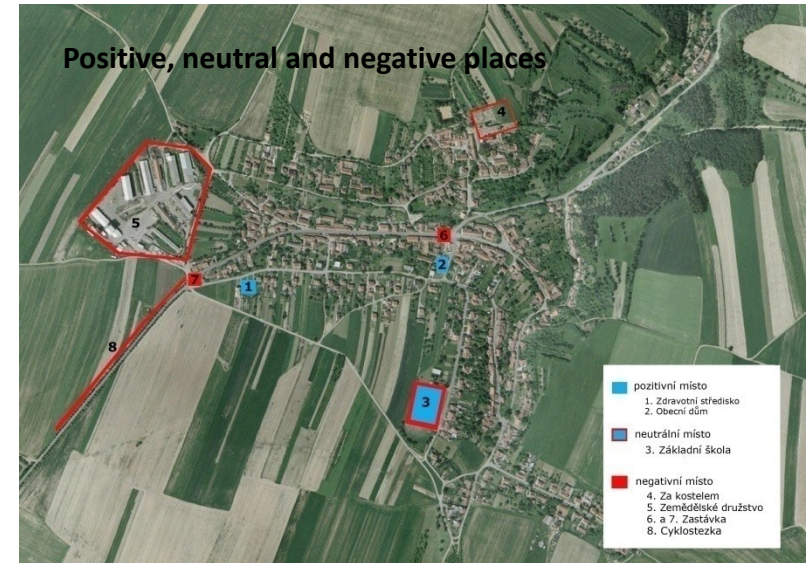 Positive, neutral and negative places
4
5
6
2
7
1
8
3
pozitivní místo
1. Zdravotní středisko
2. Obecní dům
neutrální místo
3. Základní škola
negativní místo
4. Za kostelem
5. Zemědělské družstvo
6. a 7. Zastávka
8. Cyklostezka